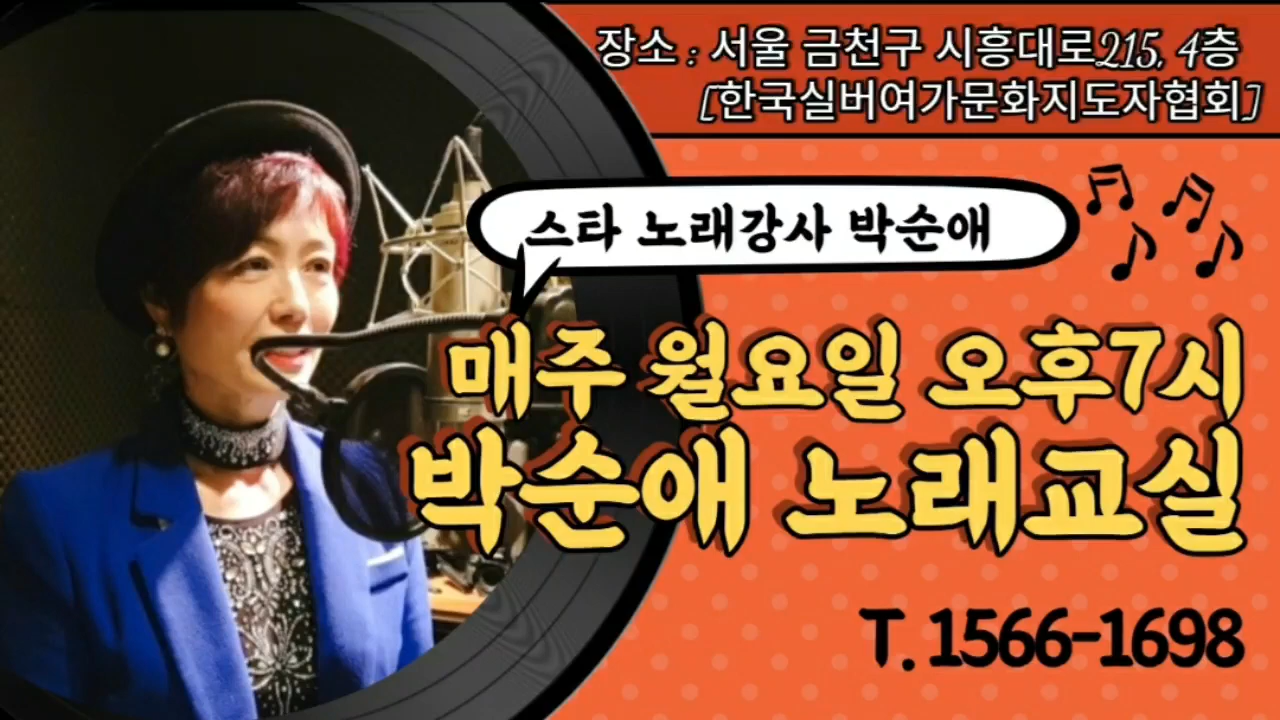 장소 : 서울 금천구 시흥대로215, 4층
[한국실버여가문화지도자협회]
스타 노래강사 박순애
매주 월요일 오후7시
박순애 노래교실
T. 1566-1698